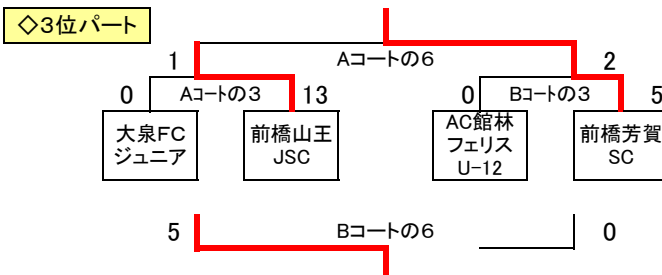 ◇3位パート
1 Aコートの6 2
0 Aコートの3 13 0 Bコートの3 5
大泉FC
ジュニア
前橋山王
JSC
AC館林
フェリス
U-12
前橋芳賀
SC
5 Bコートの6 0